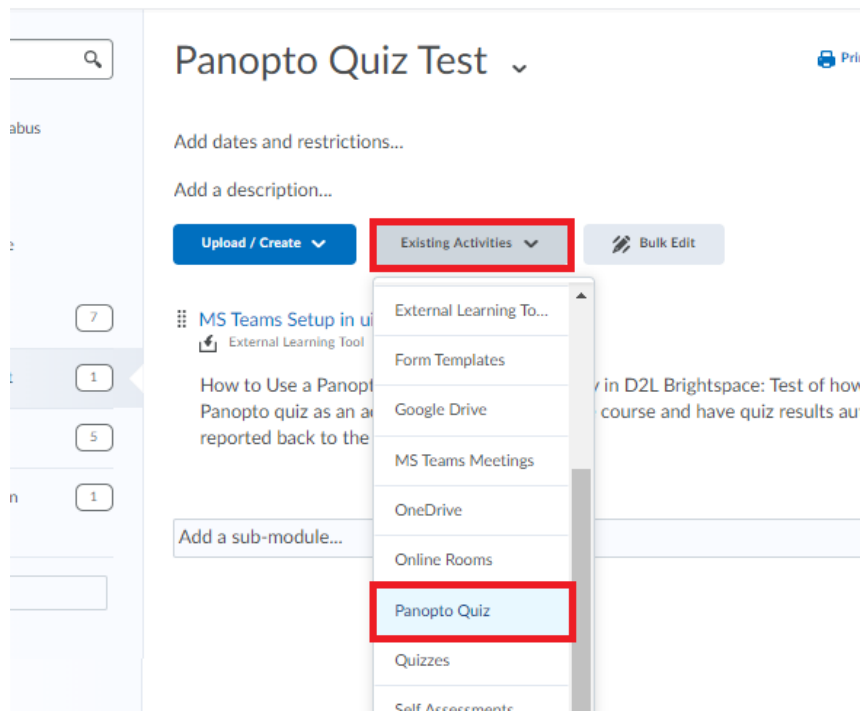 Panopto Quiz Test
Pri
abus
Add dates and restrictions...
Add a description...
Upload / Create
Existing Activities
Bulk Edit
7
MS Teams Setup in ui
External Learning Tool
1
How to Use a Panopt
y in D2L Brightspace: Test of how
Panopto quiz as an a
course and have quiz results au
5
reported back to the
n
1
Add a sub-module...
External Learning To...
Form Templates
Google Drive
MS Teams Meetings
OneDrive
Online Rooms
Panopto Quiz
Quizzes
Self Assessments